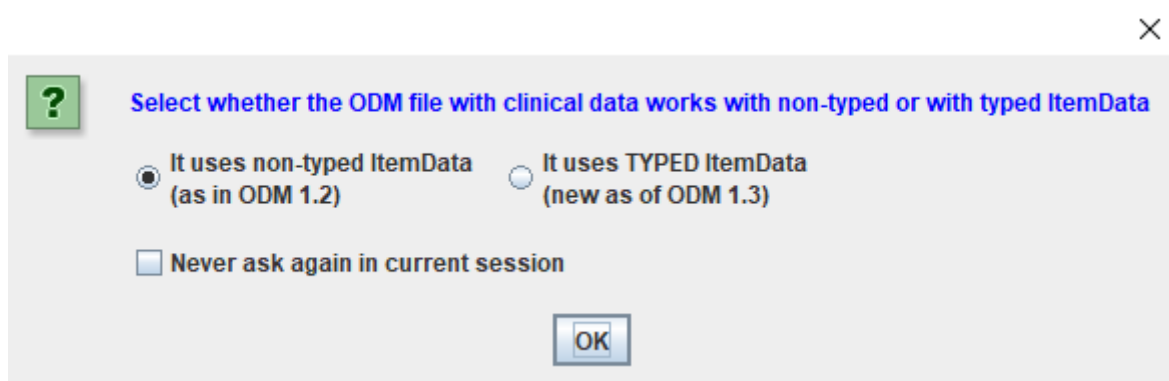 Select whether the ODM file with clinical data works with non-typed or with typed ItemData
It uses non-typed ItemData
(as in ODM 1.2)
It uses TYPED ItemData
(new as of ODM 1.3)
Never ask again in current session
OK